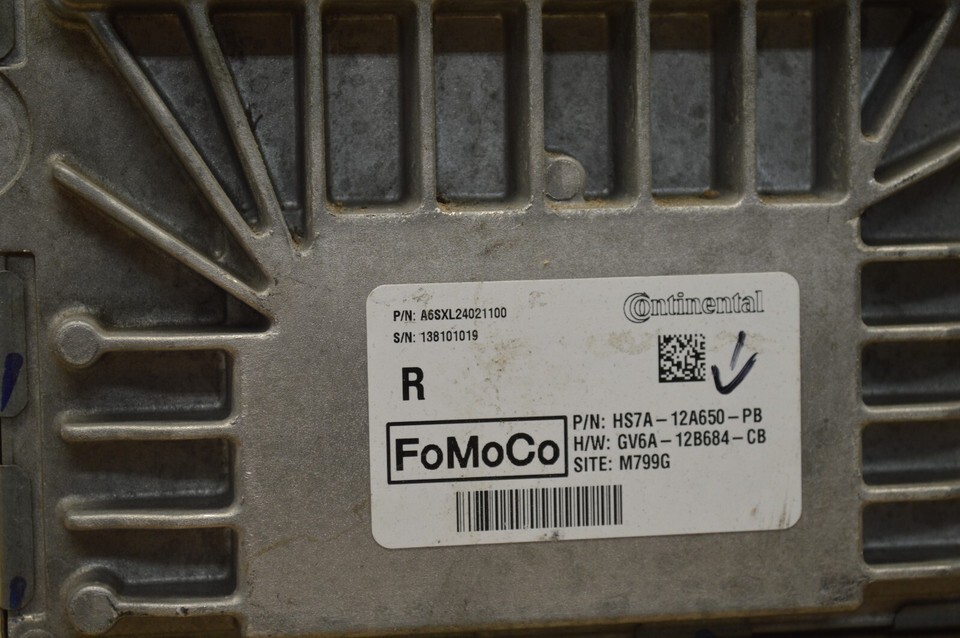 P/N: A6SXL24021100
S/N: 138101019
Continental
R
FoMoCo
P/N: HS7A-12A650-PB
H/W: GV6A-12B684-CB
SITE: M799G